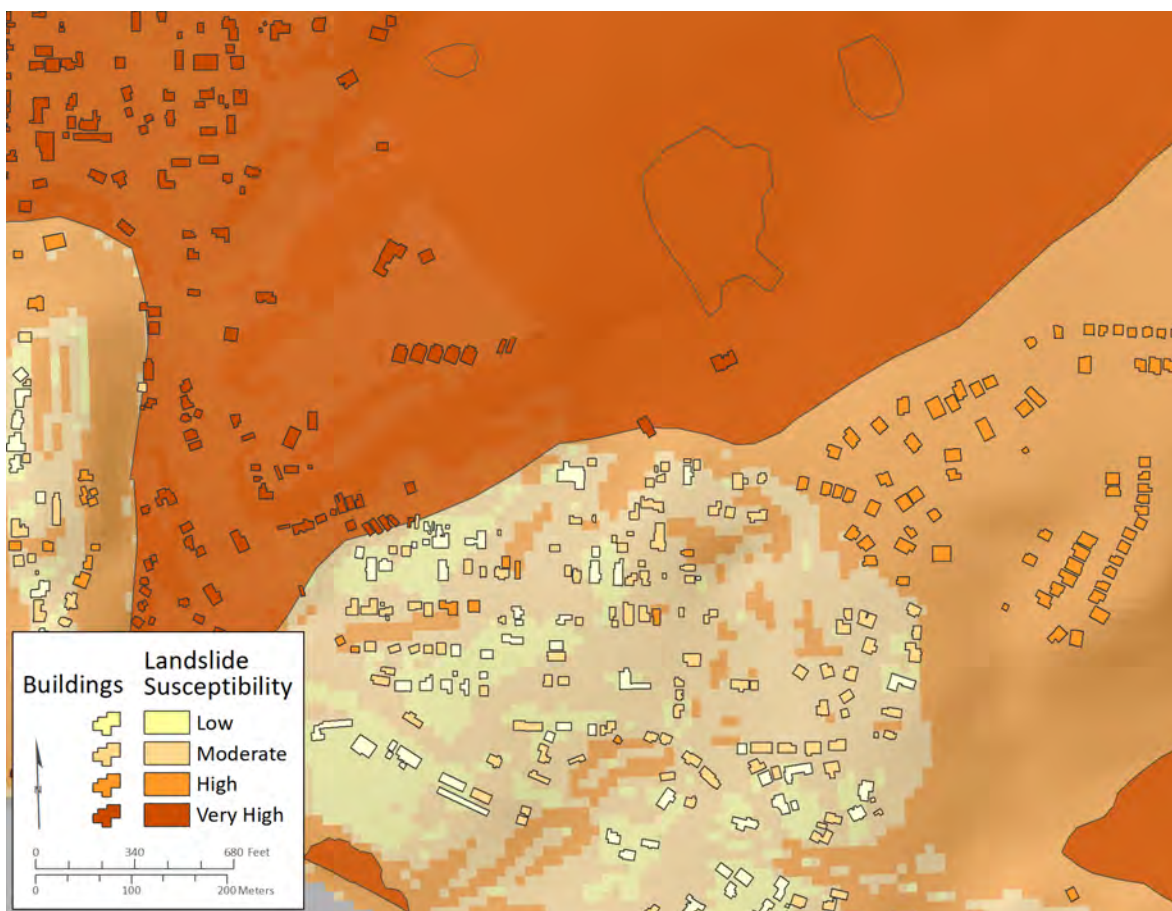 Buildings
Landslide
Susceptibility
Low
Moderate
High
Very High
N
0 340 680 Feet
0 100 200 Meters